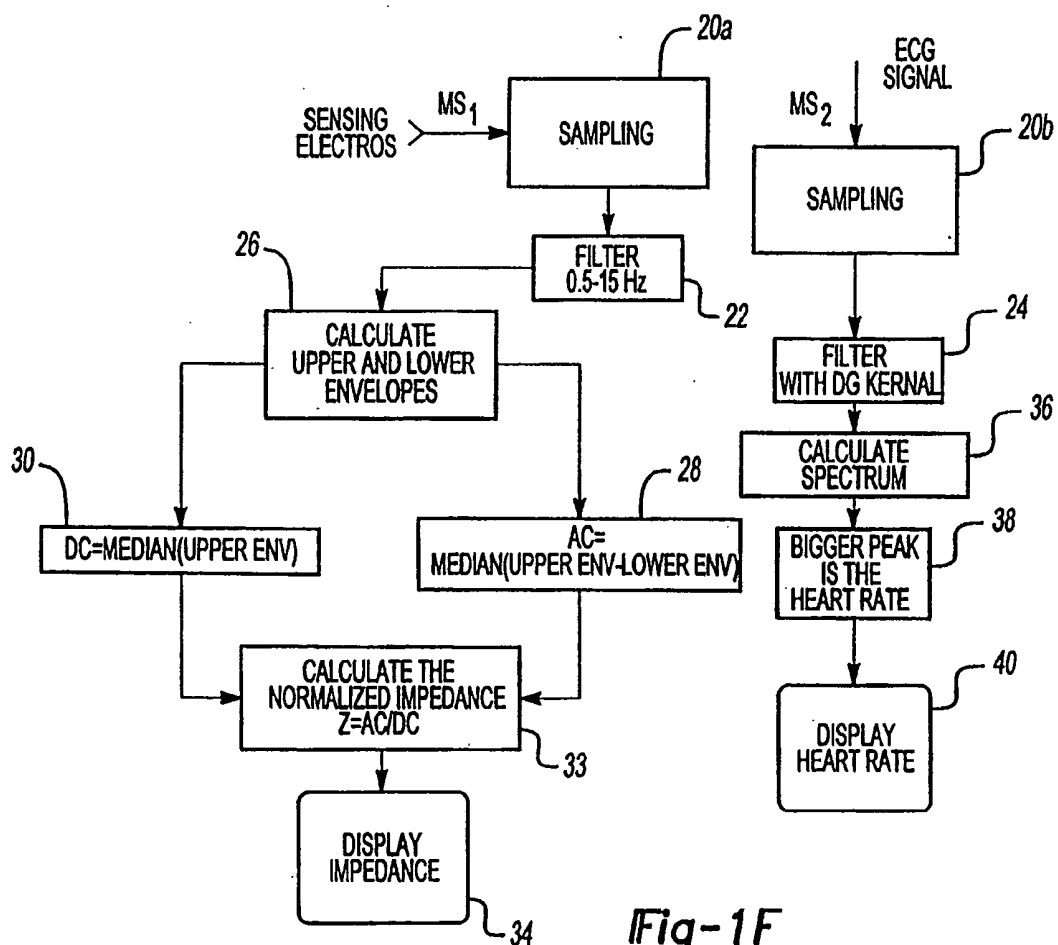 20a
ECG
SIGNAL
MS1
MS2
SENSING
ELECTROS
SAMPLING
20b
SAMPLING
26
FILTER
0.5-15 Hz
22
24
CALCULATE
UPPER AND LOWER
ENVELOPES
FILTER
WITH DG KERNAL
36
CALCULATE
SPECTRUM
30
28
38
DC=MEDIAN(UPPER ENV)
AC=
MEDIAN(UPPER ENV-LOWER ENV)
BIGGER PEAK
IS THE
HEART RATE
CALCULATE THE
NORMALIZED IMPEDANCE
Z=AC/DC
33
40
DISPLAY
HEART RATE
DISPLAY
IMPEDANCE
34
Fig-1F